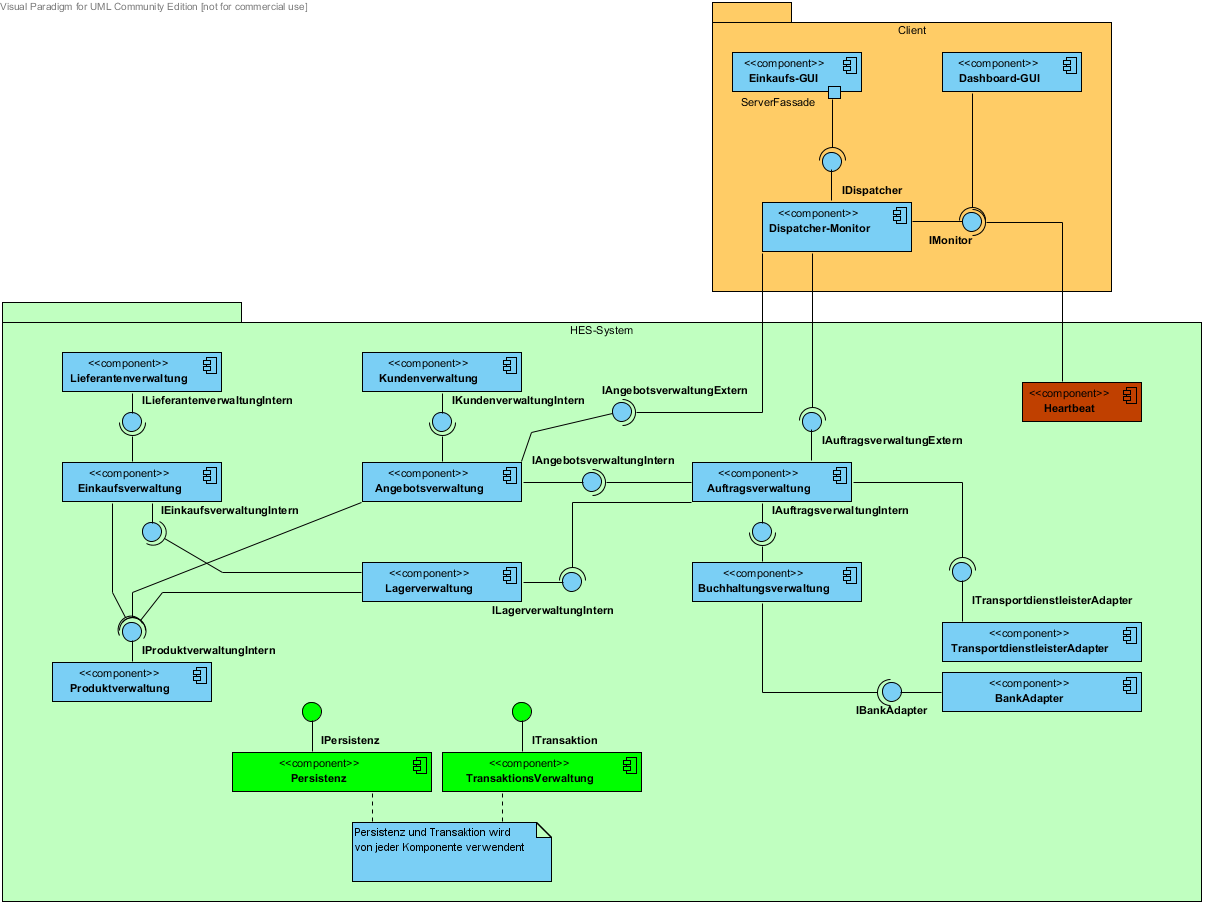 Visual Paradigm for UML Community Edition [not for commercial use]
Client
<<component>>
Einkaufs-GUI
<<component>>
Dashboard-GUI
ServerFassade
IDispatcher
<<component>>
Dispatcher-Monitor
IMonitor
HES-System
<<component>>
Lieferantenverwaltung
<<component>>
Kundenverwaltung
ILieferantenverwaltungIntern
IKundenverwaltungIntern
IAngebotsverwaltungExtern
<<component>>
Heartbeat
IAuftragsverwaltungExtern
<<component>>
Einkaufsverwaltung
<<component>>
Angebotsverwaltung
IAngebotsverwaltungIntern
<<component>>
Auftragsverwaltung
IEinkaufsverwaltungIntern
IAuftragsverwaltungIntern
<<component>>
Lagerverwaltung
ILagerverwaltungIntern
<<component>>
Buchhaltungsverwaltung
ITransportdienstleisterAdapter
<<component>>
TransportdienstleisterAdapter
IProduktverwaltungIntern
<<component>>
Produktverwaltung
<<component>>
BankAdapter
IBankAdapter
IPersistenz
ITransaktion
<<component>>
Persistenz
<<component>>
TransaktionsVerwaltung
Persistenz und Transaktion wird
von jeder Komponente verwendent